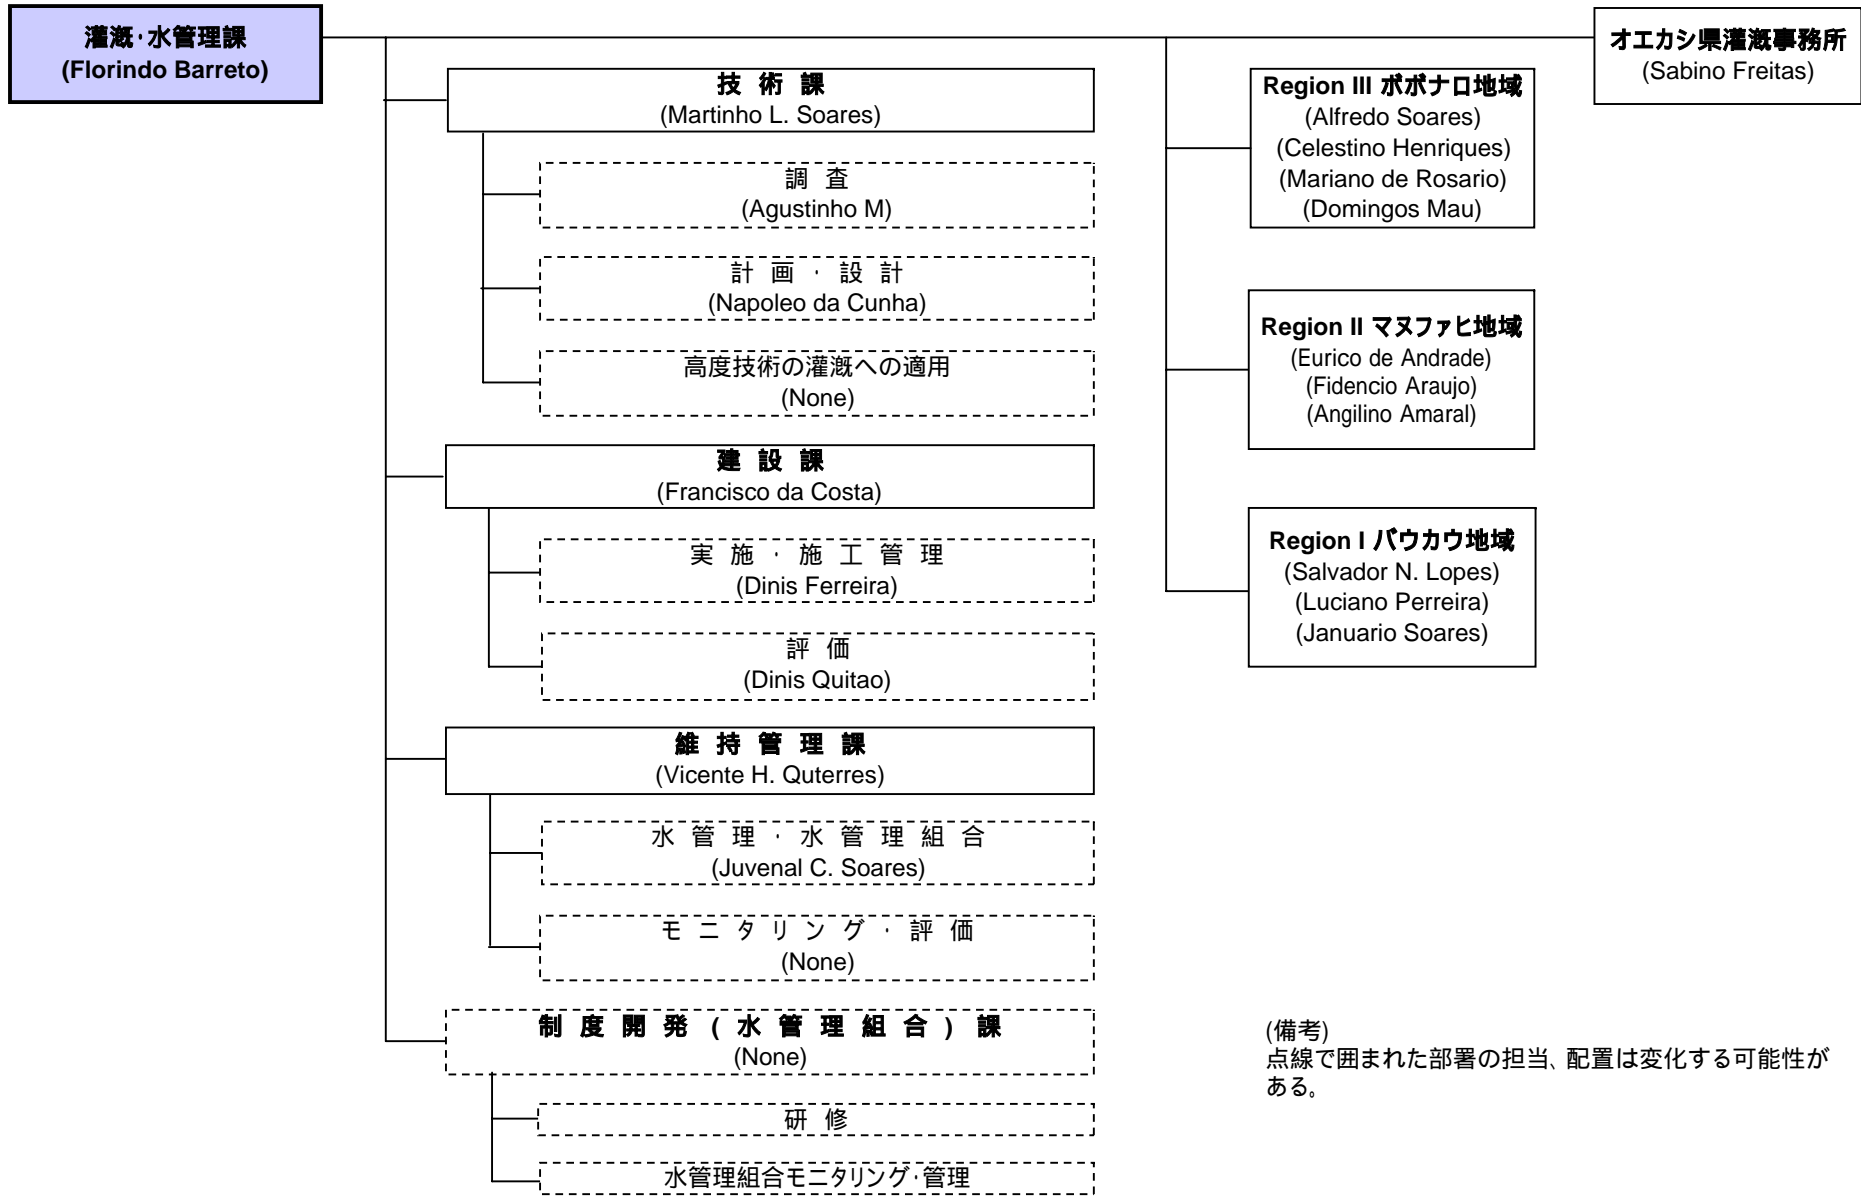 灌漑・水管理課
(Florindo Barreto)
技 術 課
(Martinho L. Soares)
調 査
(Agustinho M)
計 画 ・ 設 計
(Napoleo da Cunha)
高度技術の灌漑への適用
(None)
建 設 課
(Francisco da Costa)
実 施 ・ 施 工 管 理
(Dinis Ferreira)
評 価
(Dinis Quitao)
維 持 管 理 課
(Vicente H. Quterres)
水 管 理 ・ 水 管 理 組 合
(Juvenal C. Soares)
モ ニ タ リ ン グ ・ 評 価
(None)
制 度 開 発 ( 水 管 理 組 合 ) 課
(None)
研 修
水管理組合モニタリング・管理
オエカシ県灌漑事務所
(Sabino Freitas)
Region III ボボナロ地域
(Alfredo Soares)
(Celestino Henriques)
(Mariano de Rosario)
(Domingos Mau)
Region II マヌファヒ地域
(Eurico de Andrade)
(Fidencio Araujo)
(Angilino Amaral)
Region I バウカウ地域
(Salvador N. Lopes)
(Luciano Perreira)
(Januario Soares)
(備考)
点線で囲まれた部署の担当、配置は変化する可能性が
ある。